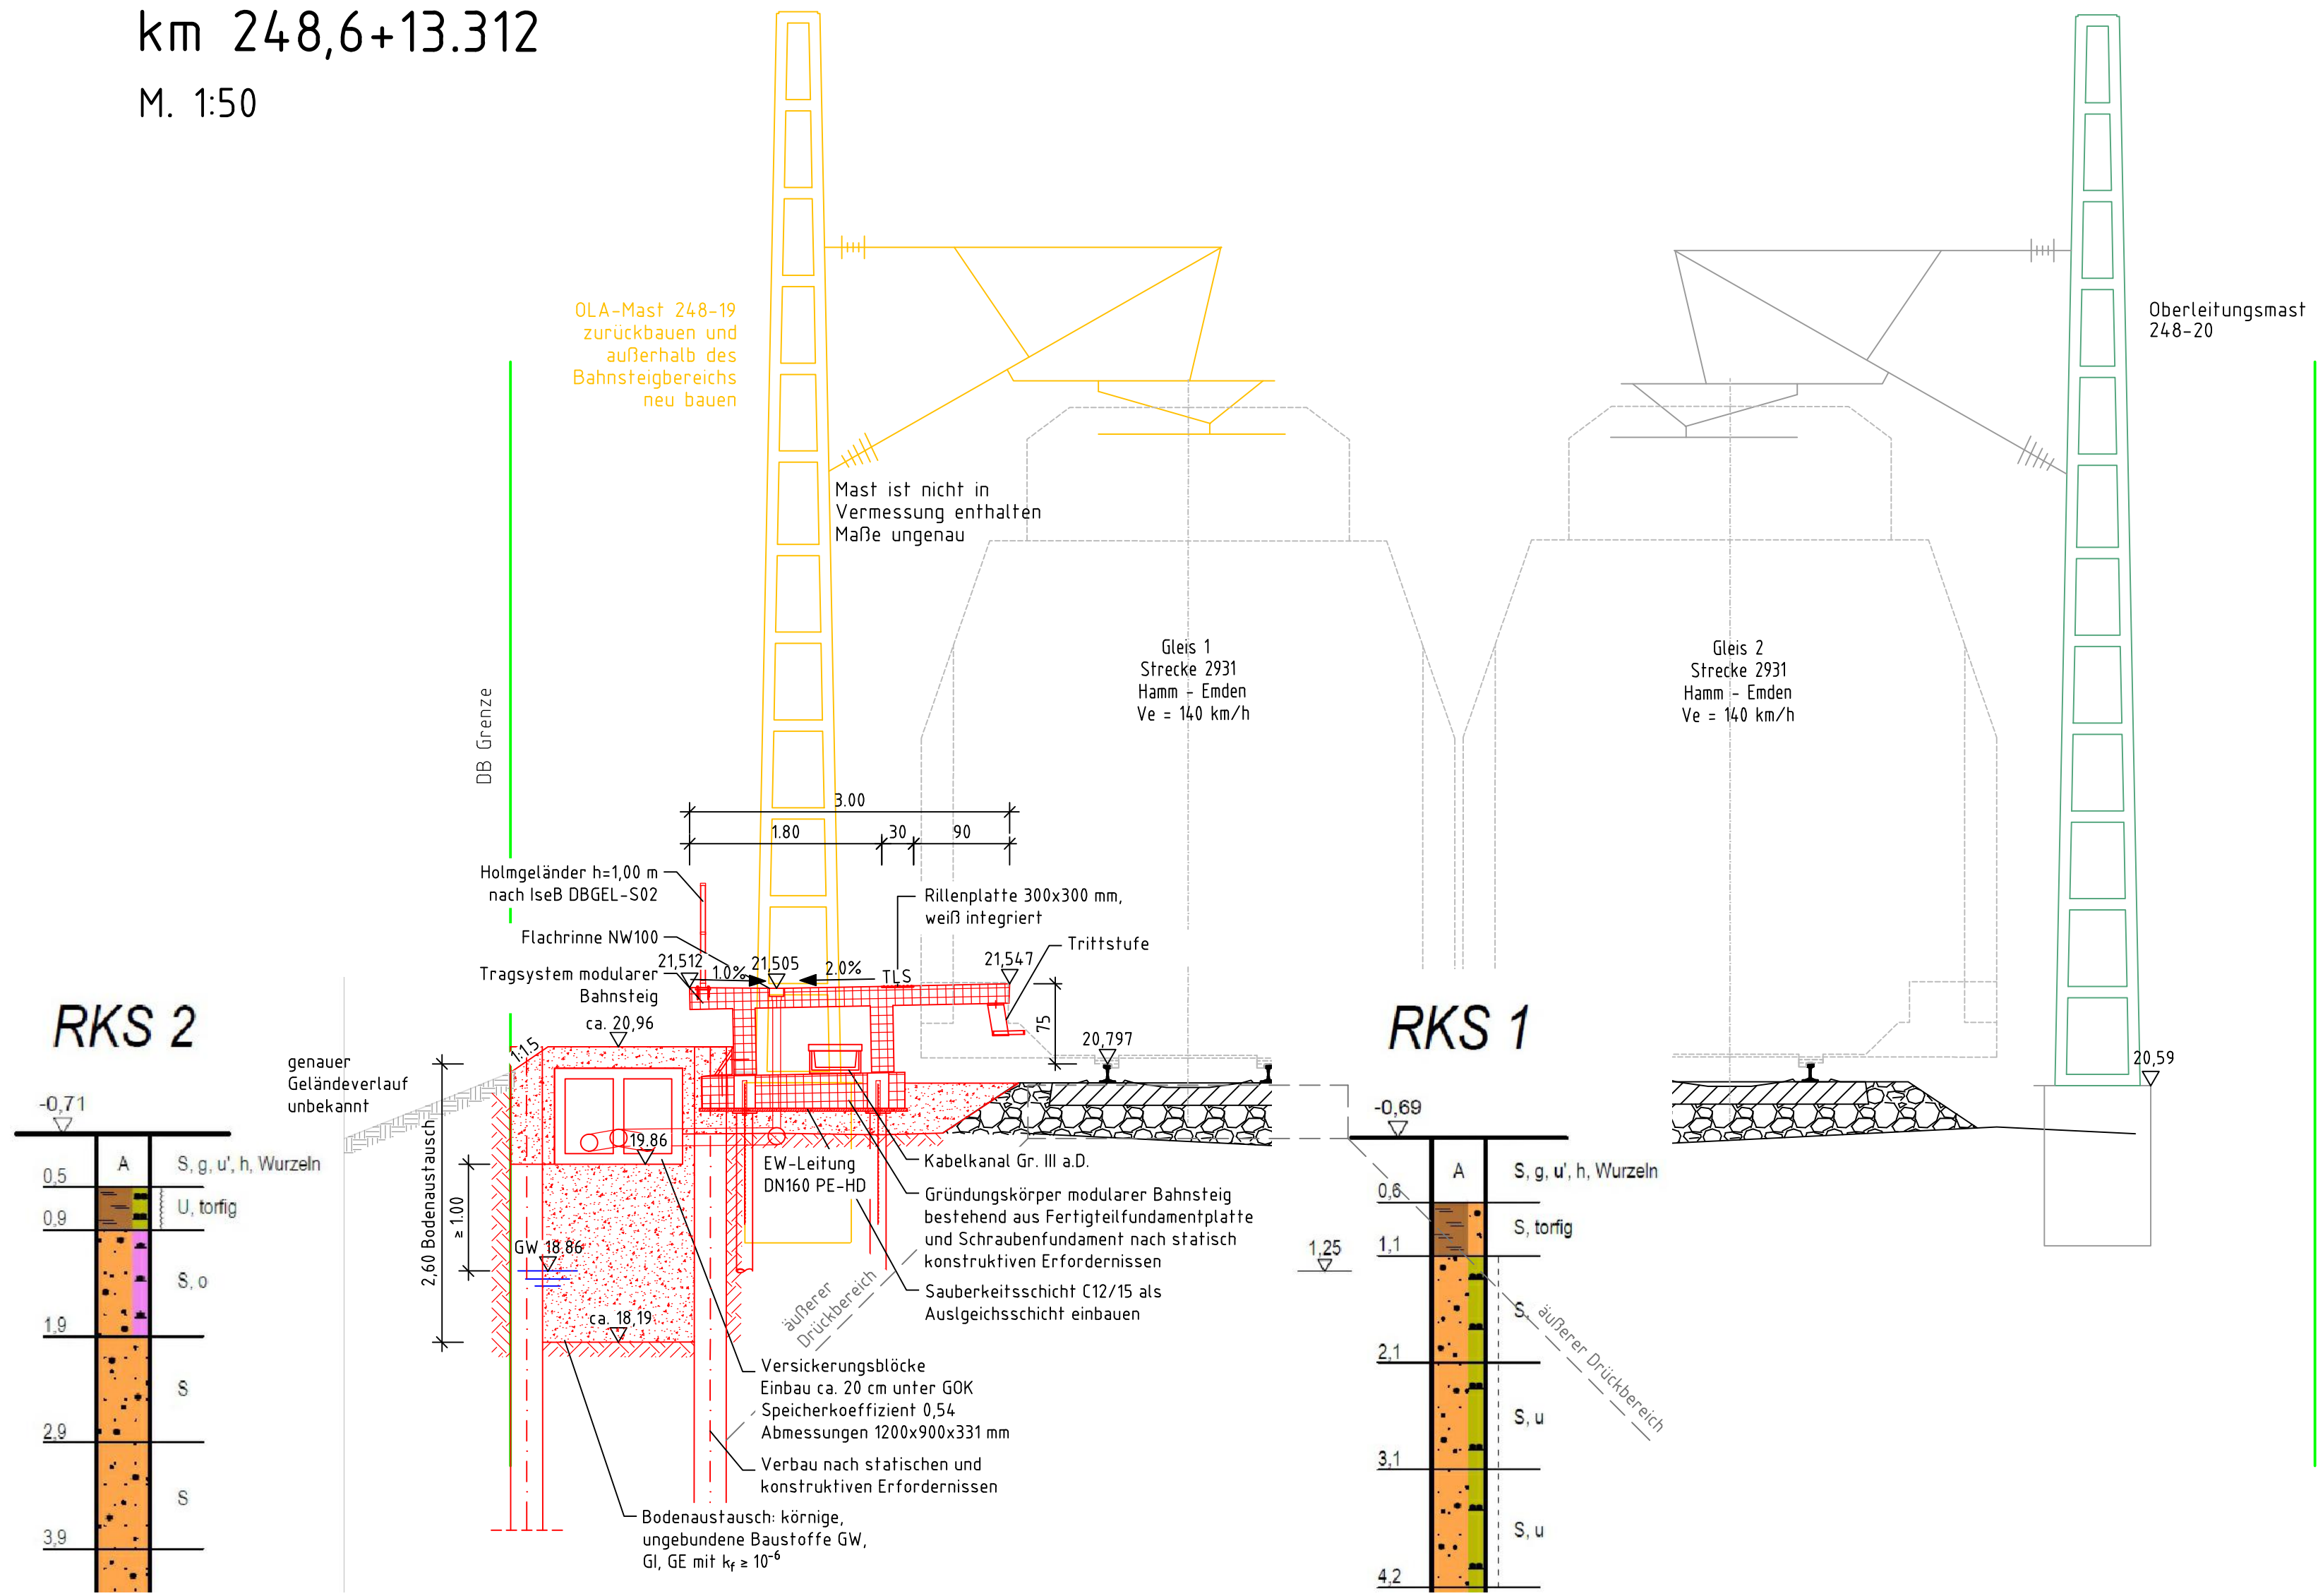 km 248,6+13.312
M. 1:50
OLA-Mast 248-19
zurückbauen und
außerhalb des
Bahnsteigbereichs
neu bauen
Oberleitungsmast
248-20
Mast ist nicht in
Vermessung enthalten
Maße ungenau
DB Grenze
Gleis 1
Strecke 2931
Hamm - Emden
Ve = 140 km/h
Gleis 2
Strecke 2931
Hamm - Emden
Ve = 140 km/h
3.00
1.80
30
90
Holmgeländer h=1,00 m
nach IseB DBGEL-S02
Flachrinne NW100
Tragsystem modularer
Bahnsteig
Rillenplatte 300x300 mm,
weiß integriert
Trittstufe
21,512
1.0%
21,505
2.0%
TLS
21,547
75
20,797
20,59
ca. 20,96
1:1.5
genauer
Geländeverlauf
unbekannt
2,60 Bodenaustausch
≥ 1.00
19.86
GW 18.86
ca. 18,19
EW-Leitung
DN160 PE-HD
Kabelkanal Gr. III a.D.
Gründungskörper modularer Bahnsteig
bestehend aus Fertigteilfundamentplatte
und Schraubenfundament nach statisch
konstruktiven Erfordernissen
Sauberkeitsschicht C12/15 als
Auslgeichsschicht einbauen
äußerer
Drückbereich
Versickerungsblöcke
Einbau ca. 20 cm unter GOK
Speicherkoeffizient 0,54
Abmessungen 1200x900x331 mm
Verbau nach statischen und
konstruktiven Erfordernissen
Bodenaustausch: körnige,
ungebundene Baustoffe GW,
GI, GE mit kf ≥ 10⁻⁶
RKS 2
-0,71
A
S, g, u', h, Wurzeln
0,5
U, torfig
0,9
S, o
1,9
S
2,9
S
3,9
RKS 1
-0,69
A
S, g, u', h, Wurzeln
0,6
S, torfig
1,1
1,25
S,
äußerer Drückbereich
2,1
S, u
3,1
S, u
4,2